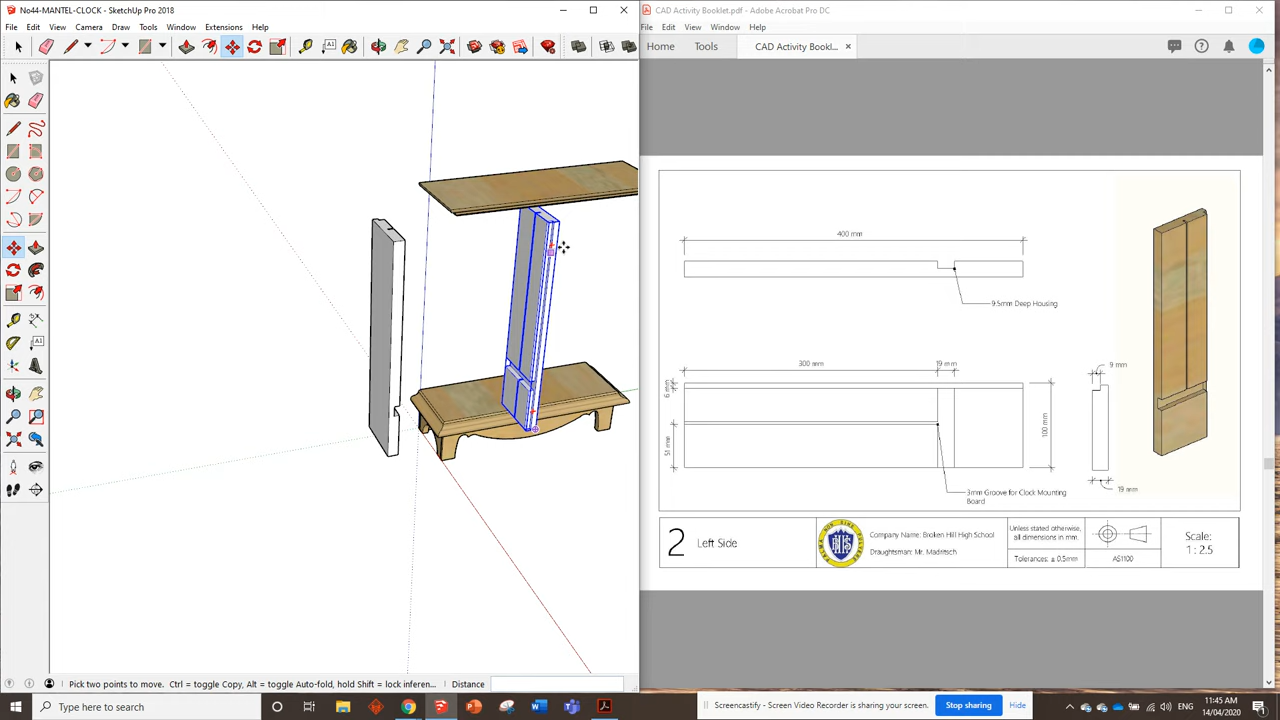 No44-MANTEL-CLOCK - SketchUp Pro 2018
File Edit View Camera Draw Tools Window Extensions Help
Pick two points to move. Ctrl = toggle Copy, Alt = toggle Auto-fold, hold Shift = lock inferen...
Distance
CAD Activity Booklet.pdf - Adobe Acrobat Pro DC
File Edit View Window Help
Home Tools CAD Activity Bookl...
400 mm
9.5mm Deep Housing
300 mm
19 mm
9 mm
6 mm
51 mm
100 mm
3mm Groove for Clock Mounting
Board
19 mm
2 Left Side
Company Name: Broken Hill High School
Draughtsman: Mr. Madritsch
Unless stated otherwise,
all dimensions in mm.
Tolerances: ± 0.5mm
AS1100
Scale:
1 : 2.5
Type here to search
Screencastify - Screen Video Recorder is sharing your screen.
Stop sharing
Hide
ENG
11:45 AM
14/04/2020